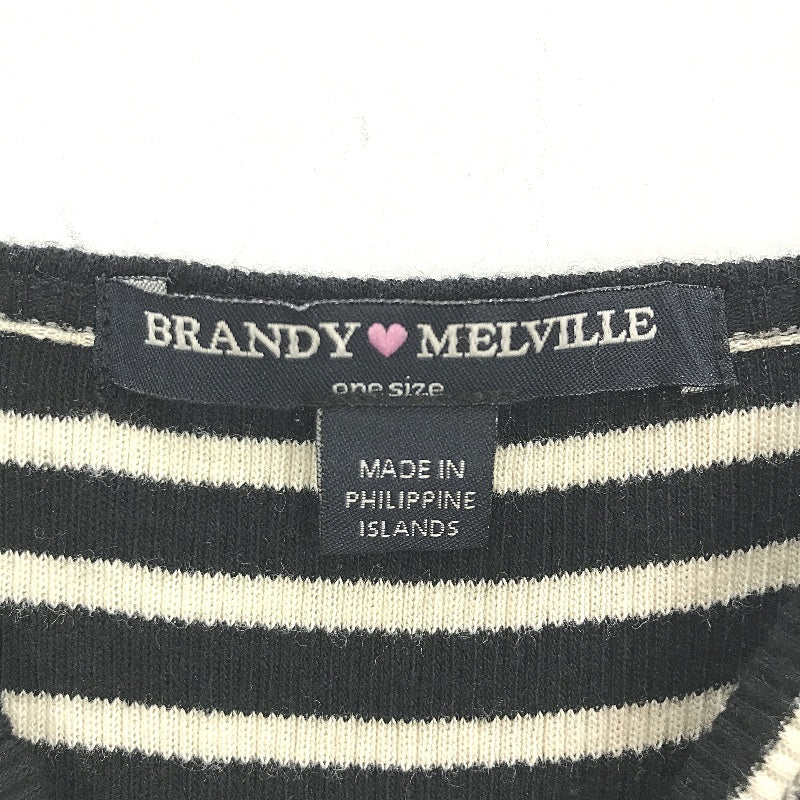 BRANDY MELVILLE
one size
MADE IN
PHILIPPINE
ISLANDS